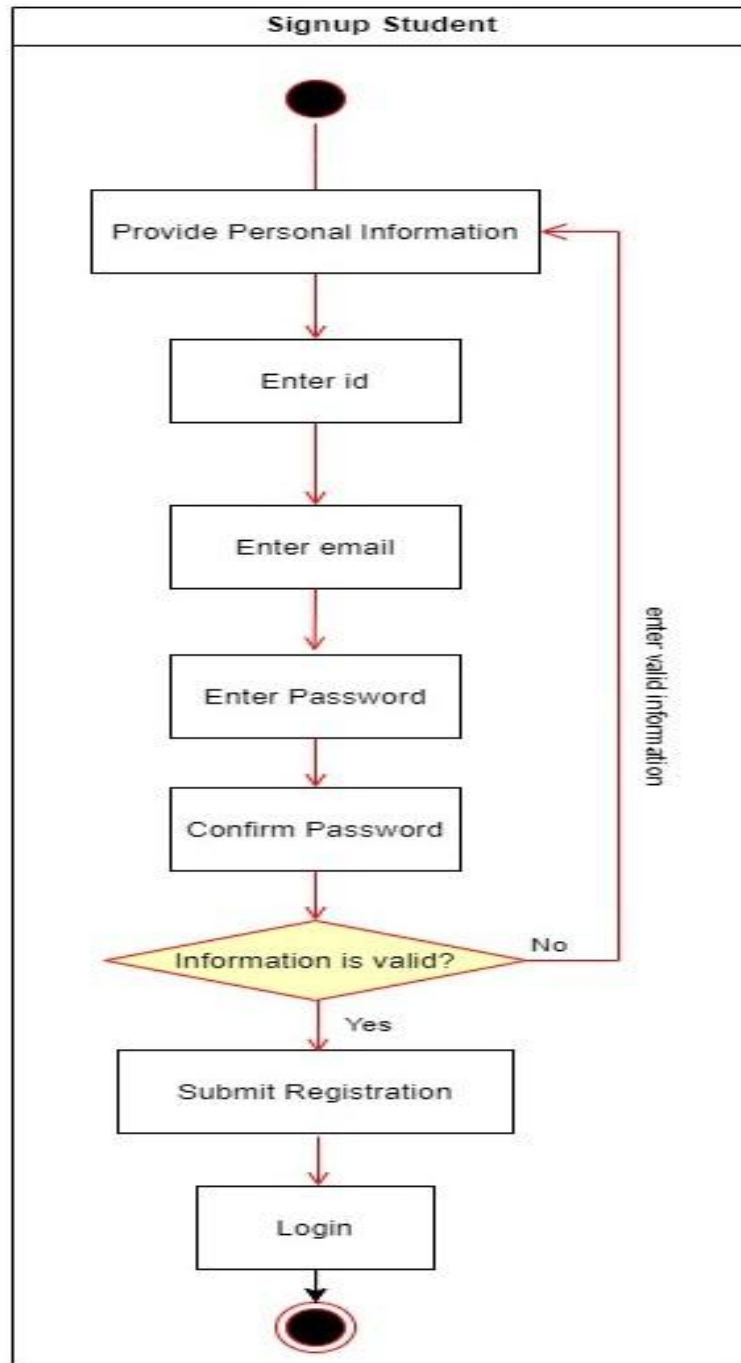 Signup Student
Provide Personal Information
Enter id
Enter email
enter valid information
Enter Password
Confirm Password
Information is valid?
No
Yes
Submit Registration
Login